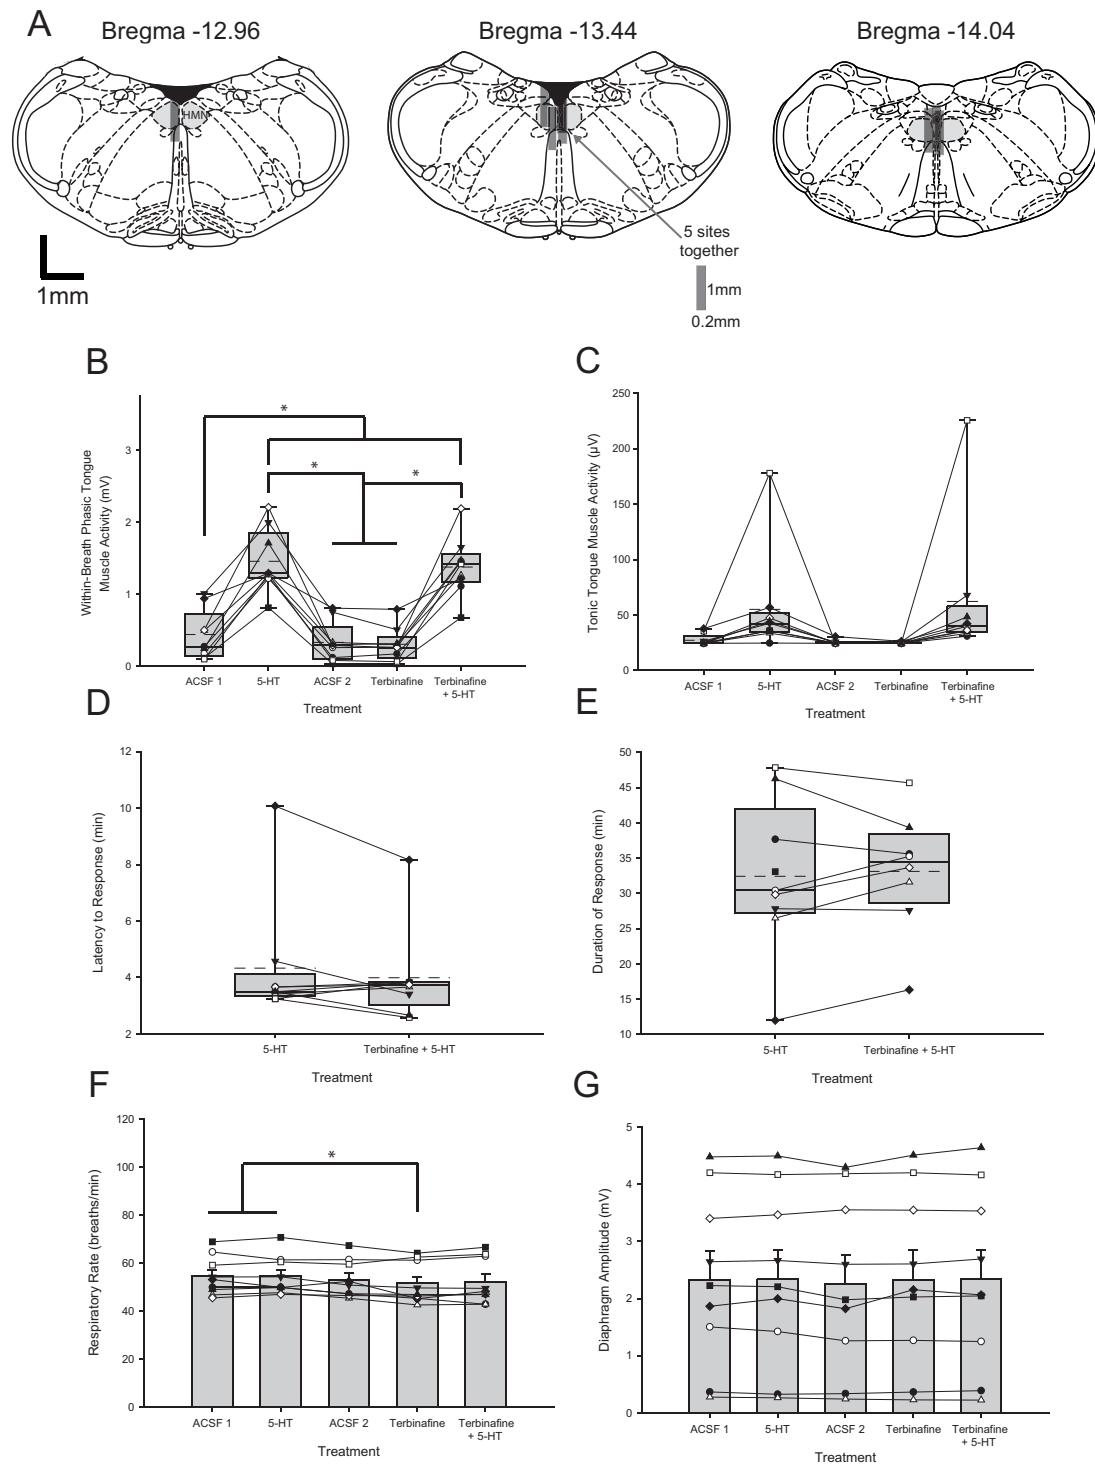 A
Bregma -12.96
Bregma -13.44
Bregma -14.04
HMN
5 sites
together
1mm
1mm
0.2mm
B
Within-Breath Phasic Tongue
Muscle Activity (mV)
3
2
1
0
*
*
*
ACSF 1
5-HT
ACSF 2
Terbinafine
Terbinafine
+ 5-HT
Treatment
C
Tonic Tongue Muscle Activity (µV)
250
200
150
100
50
0
ACSF 1
5-HT
ACSF 2
Terbinafine
Terbinafine
+ 5-HT
Treatment
D
Latency to Response (min)
12
10
8
6
4
2
5-HT
Terbinafine + 5-HT
Treatment
E
Duration of Response (min)
50
45
40
35
30
25
20
15
10
5-HT
Terbinafine + 5-HT
Treatment
F
Respiratory Rate (breaths/min)
120
100
80
60
40
20
0
*
ACSF 1
5-HT
ACSF 2
Terbinafine
Terbinafine
+ 5-HT
Treatment
G
Diaphragm Amplitude (mV)
5
4
3
2
1
0
ACSF 1
5-HT
ACSF 2
Terbinafine
Terbinafine
+ 5-HT
Treatment